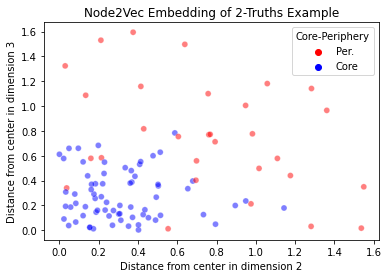 Node2Vec Embedding of 2-Truths Example
Core-Periphery
Per.
Core
Distance from center in dimension 3
1.6
1.4
1.2
1.0
0.8
0.6
0.4
0.2
0.0
0.0 0.2 0.4 0.6 0.8 1.0 1.2 1.4 1.6
Distance from center in dimension 2